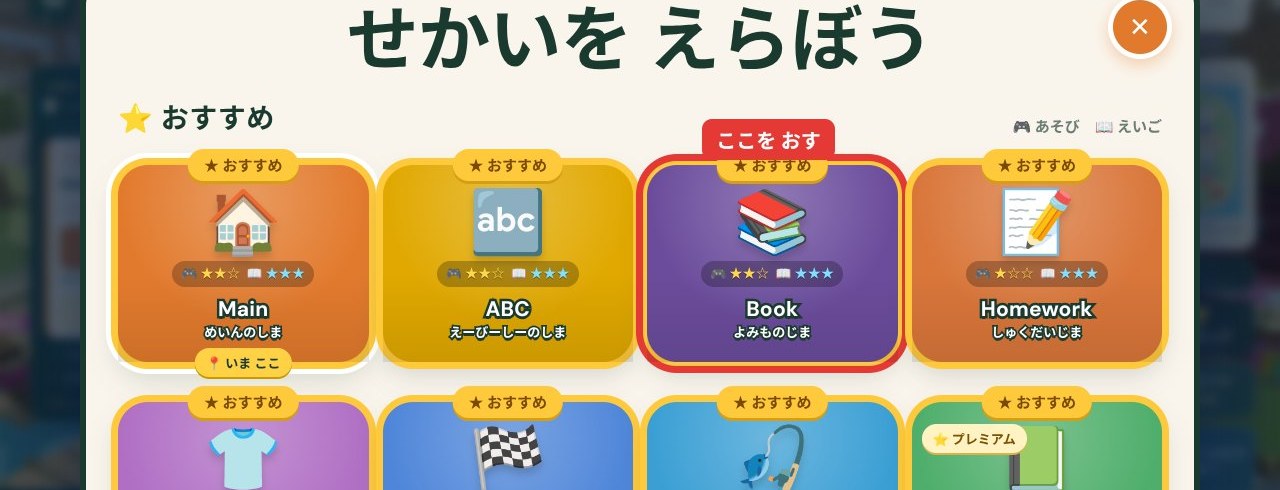 せかいを えらぼう
×
⭐ おすすめ
🎮 あそび 📖 えいご
ここを おす
★ おすすめ
★ おすすめ
★ おすすめ
★ おすすめ
abc
🎮 ★★☆ 📖 ★★★
🎮 ★★☆ 📖 ★★★
🎮 ★★☆ 📖 ★★★
🎮 ★☆☆ 📖 ★★★
Main
めいんのしま
ABC
えーびーしーのしま
Book
よみものじま
Homework
しゅくだいじま
📍 いま ここ
★ おすすめ
★ おすすめ
★ おすすめ
★ おすすめ
⭐ プレミアム